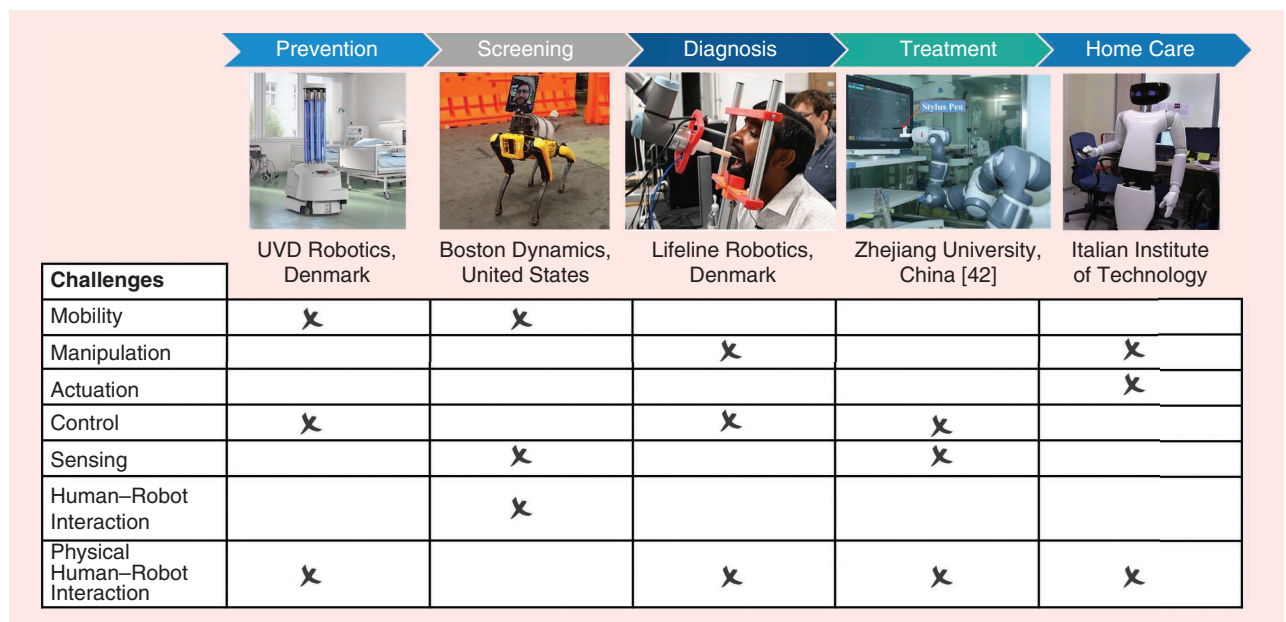 Prevention
Screening
Diagnosis
Treatment
Home Care
Stylus Pen
UVD Robotics,
Denmark
Boston Dynamics,
United States
Lifeline Robotics,
Denmark
Zhejiang University,
China [42]
Italian Institute
of Technology
Challenges
Mobility
Manipulation
Actuation
Control
Sensing
Human–Robot
Interaction
Physical
Human–Robot
Interaction